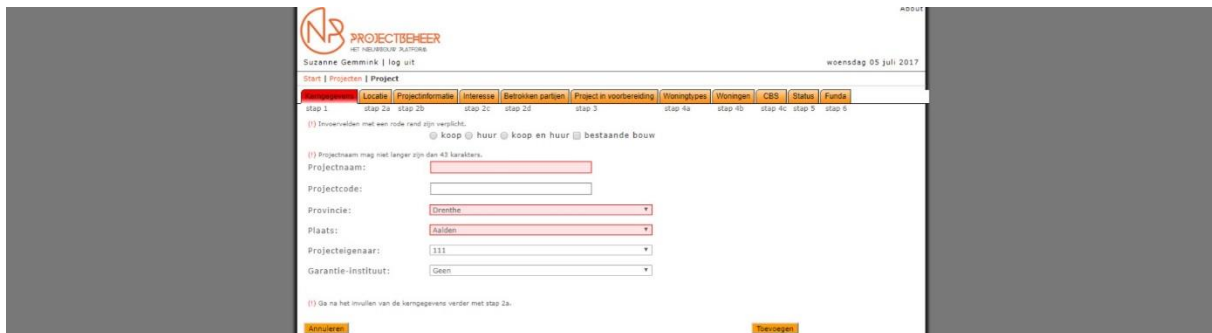 About
NP PROJECTBEHEER
HET NIEUWBOUW PLATFORM
Suzanne Gemmink | log uit
woensdag 05 juli 2017
Start | Projecten | Project
Kerngegevens Locatie Projectinformatie Interesse Betrokken partijen Project in voorbereiding Woningtypes Woningen CBS Status Funda
stap 1 stap 2a stap 2b stap 2c stap 2d stap 3 stap 4a stap 4b stap 4c stap 5 stap 6
(!) Invoervelden met een rode rand zijn verplicht.
koop huur koop en huur bestaande bouw
(!) Projectnaam mag niet langer zijn dan 43 karakters.
Projectnaam:
Projectcode:
Provincie: Drenthe
Plaats: Aalden
Projecteigenaar: 111
Garantie-instituut: Geen
(!) Ga na het invullen van de kerngegevens verder met stap 2a.
Annuleren Toevoegen